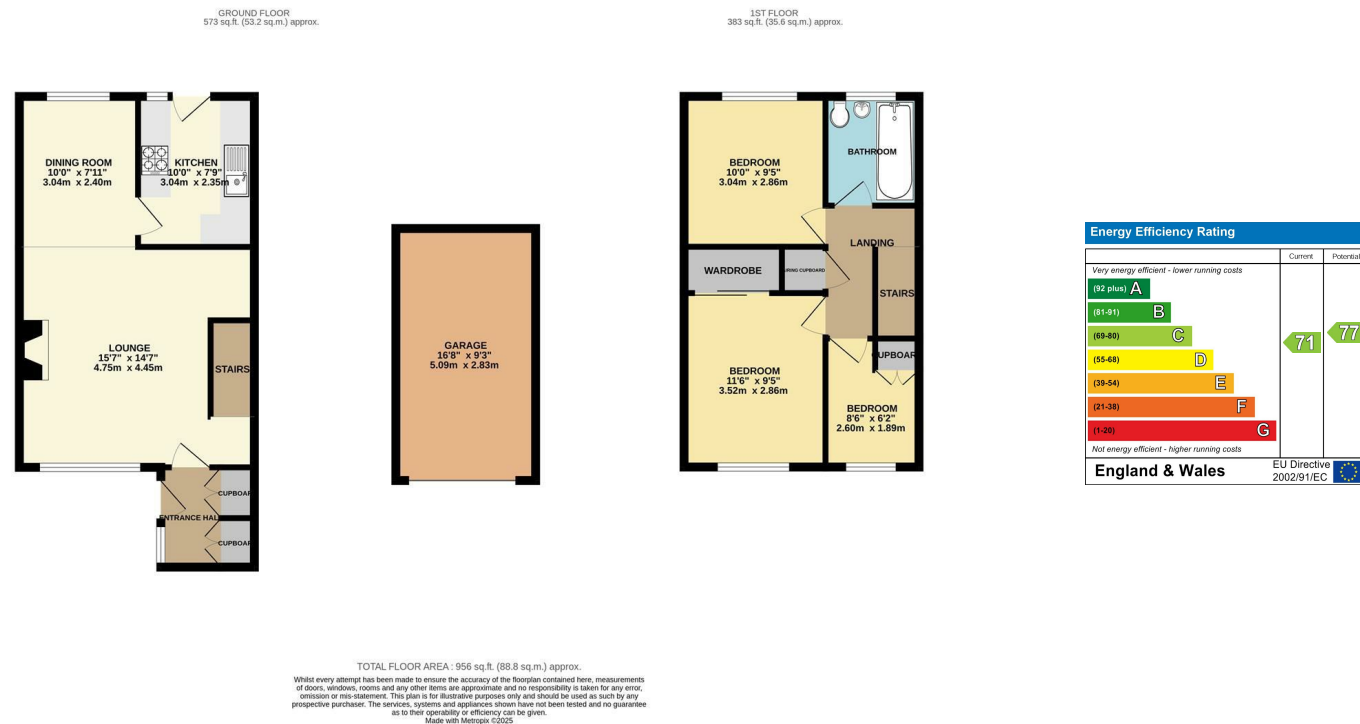 GROUND FLOOR
573 sq.ft. (53.2 sq.m.) approx.
1ST FLOOR
383 sq.ft. (35.6 sq.m.) approx.
DINING ROOM
10'0" x 7'11"
3.04m x 2.40m
KITCHEN
10'0" x 7'9"
3.04m x 2.35m
LOUNGE
15'7" x 14'7"
4.75m x 4.45m
STAIRS
ENTRANCE HAL
CUPBOAR
CUPBOAR
GARAGE
16'8" x 9'3"
5.09m x 2.83m
BEDROOM
10'0" x 9'5"
3.04m x 2.86m
BATHROOM
LANDING
WARDROBE
IRING CUPBOARD
STAIRS
BEDROOM
11'6" x 9'5"
3.52m x 2.86m
CUPBOAR
BEDROOM
8'6" x 6'2"
2.60m x 1.89m
Energy Efficiency Rating
Current Potential
Very energy efficient - lower running costs
(92 plus) A
(81-91) B
(69-80) C
(55-68) D
(39-54) E
(21-38) F
(1-20) G
71
77
Not energy efficient - higher running costs
England & Wales
EU Directive
2002/91/EC
TOTAL FLOOR AREA : 956 sq.ft. (88.8 sq.m.) approx.
Whilst every attempt has been made to ensure the accuracy of the floorplan contained here, measurements
of doors, windows, rooms and any other items are approximate and no responsibility is taken for any error,
omission or mis-statement. This plan is for illustrative purposes only and should be used as such by any
prospective purchaser. The services, systems and appliances shown have not been tested and no guarantee
as to their operability or efficiency can be given.
Made with Metropix ©2025